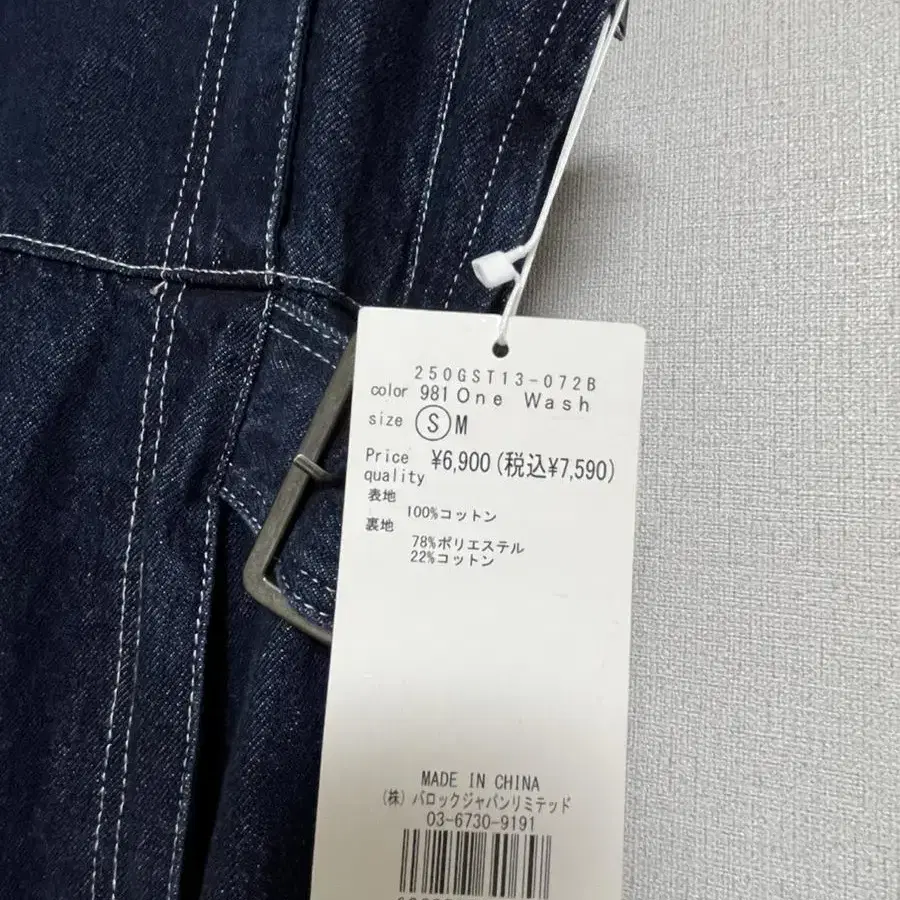 250GST13-072B
color 981 One Wash
size S M
Price ¥6,900(税込¥7,590)
quality
表地
100%コットン
裏地
78%ポリエステル
22%コットン
MADE IN CHINA
(株)バロックジャパンリミテッド
03-6730-9191